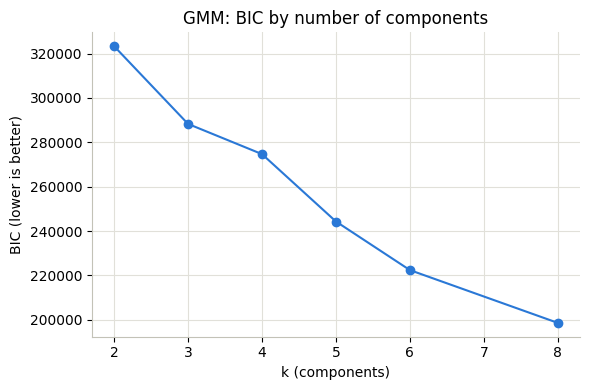 GMM: BIC by number of components
320000
300000
280000
260000
240000
220000
200000
BIC (lower is better)
2 3 4 5 6 7 8
k (components)